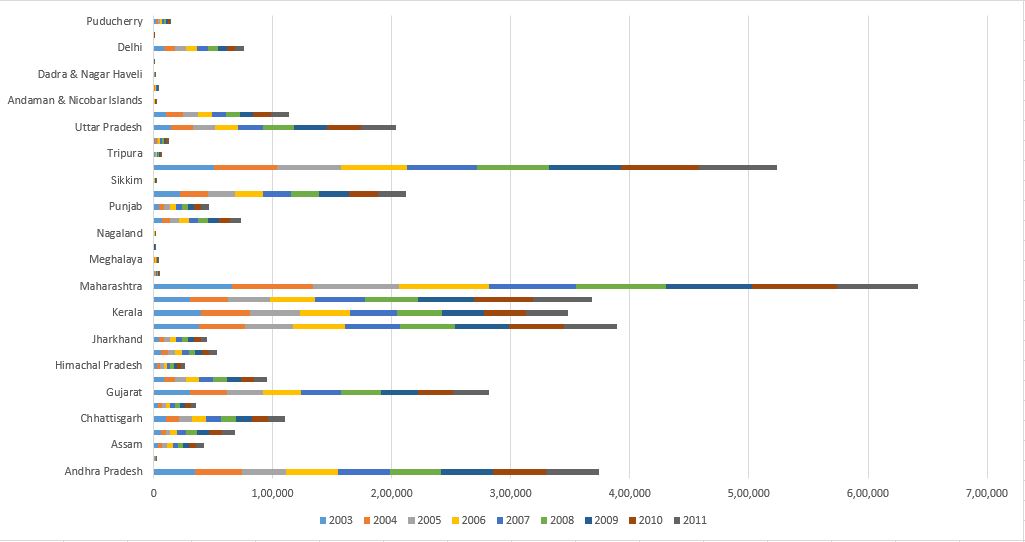 Puducherry
Delhi
Dadra & Nagar Haveli
Andaman & Nicobar Islands
Uttar Pradesh
Tripura
Sikkim
Punjab
Nagaland
Meghalaya
Maharashtra
Kerala
Jharkhand
Himachal Pradesh
Gujarat
Chhattisgarh
Assam
Andhra Pradesh
0 1,00,000 2,00,000 3,00,000 4,00,000 5,00,000 6,00,000 7,00,000
2003 2004 2005 2006 2007 2008 2009 2010 2011